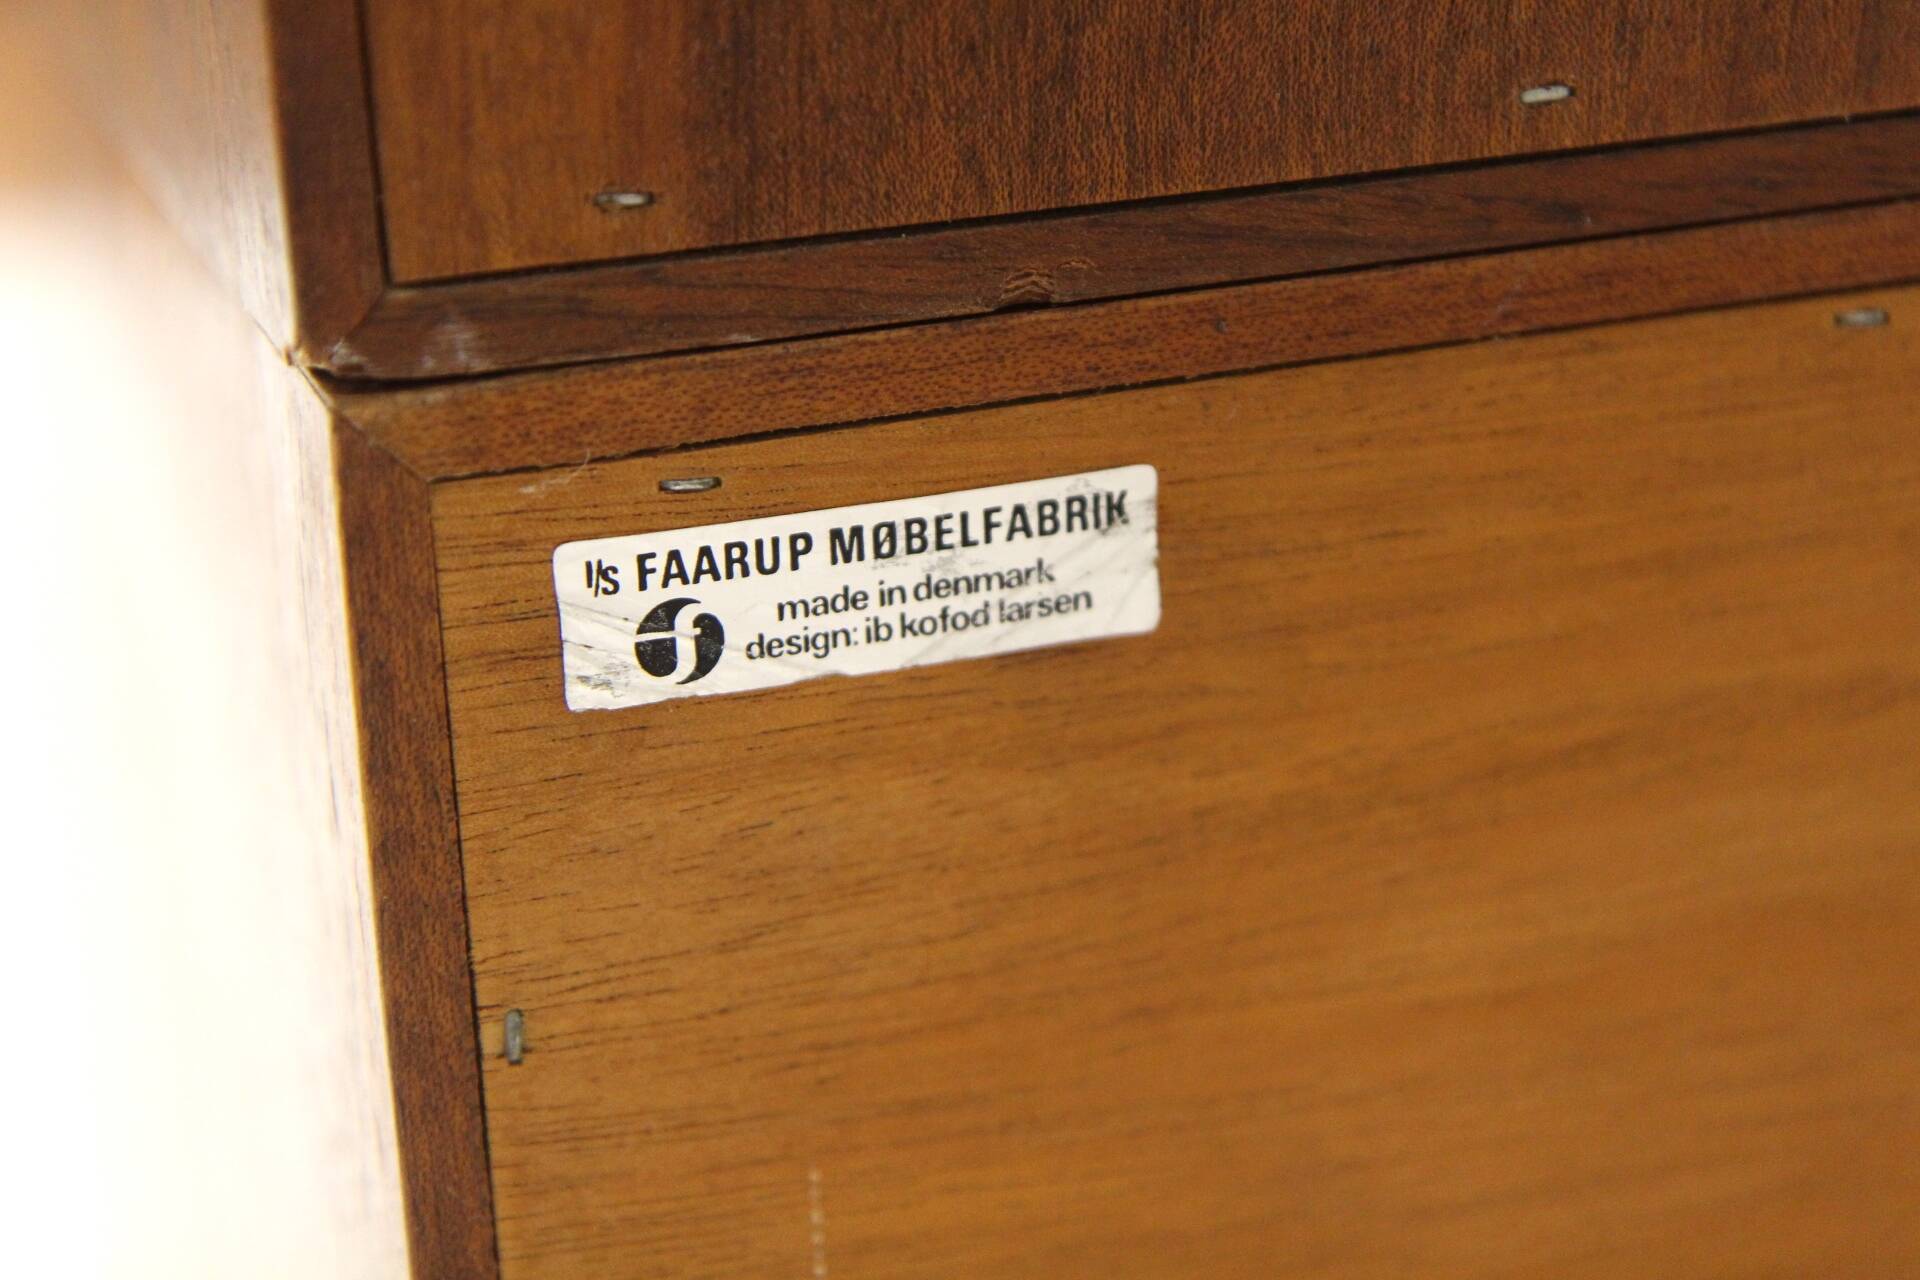 I/S FAARUP MØBELFABRIK
f
made in denmark
design: ib kofod larsen